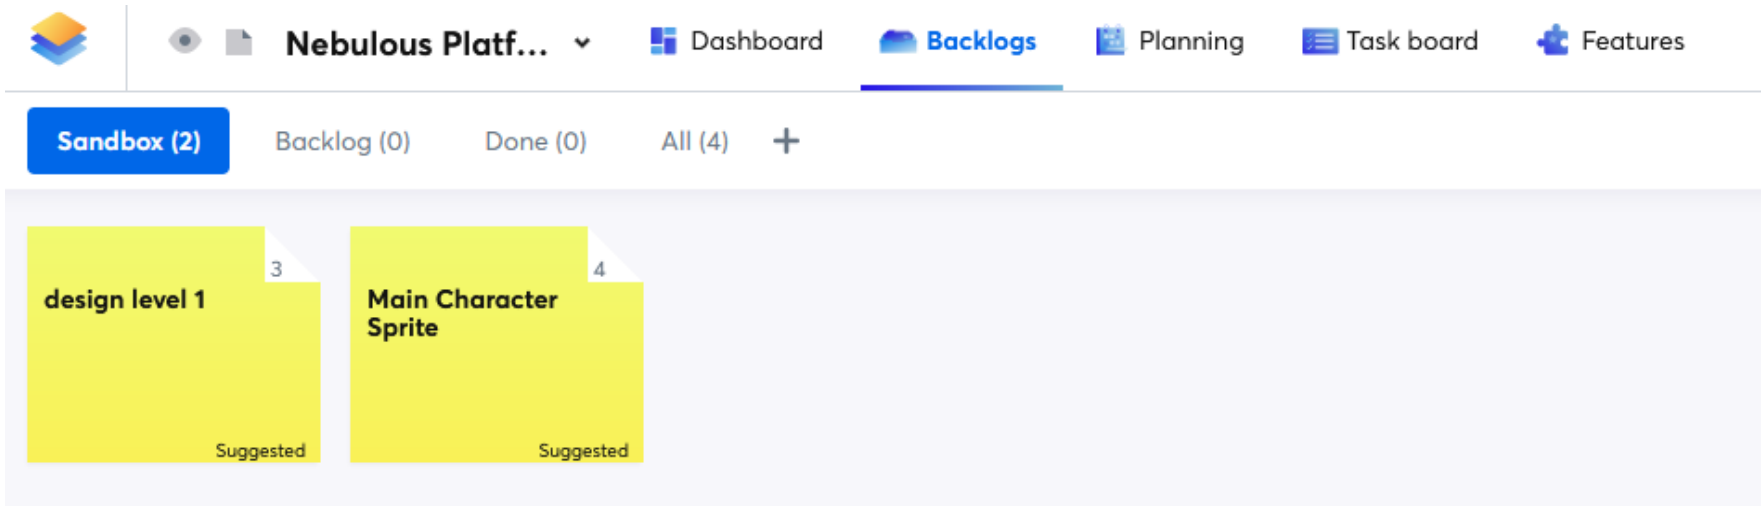 Nebulous Platf... Dashboard Backlogs Planning Task board Features
Sandbox (2) Backlog (0) Done (0) All (4) +
3
design level 1
Suggested
4
Main Character
Sprite
Suggested